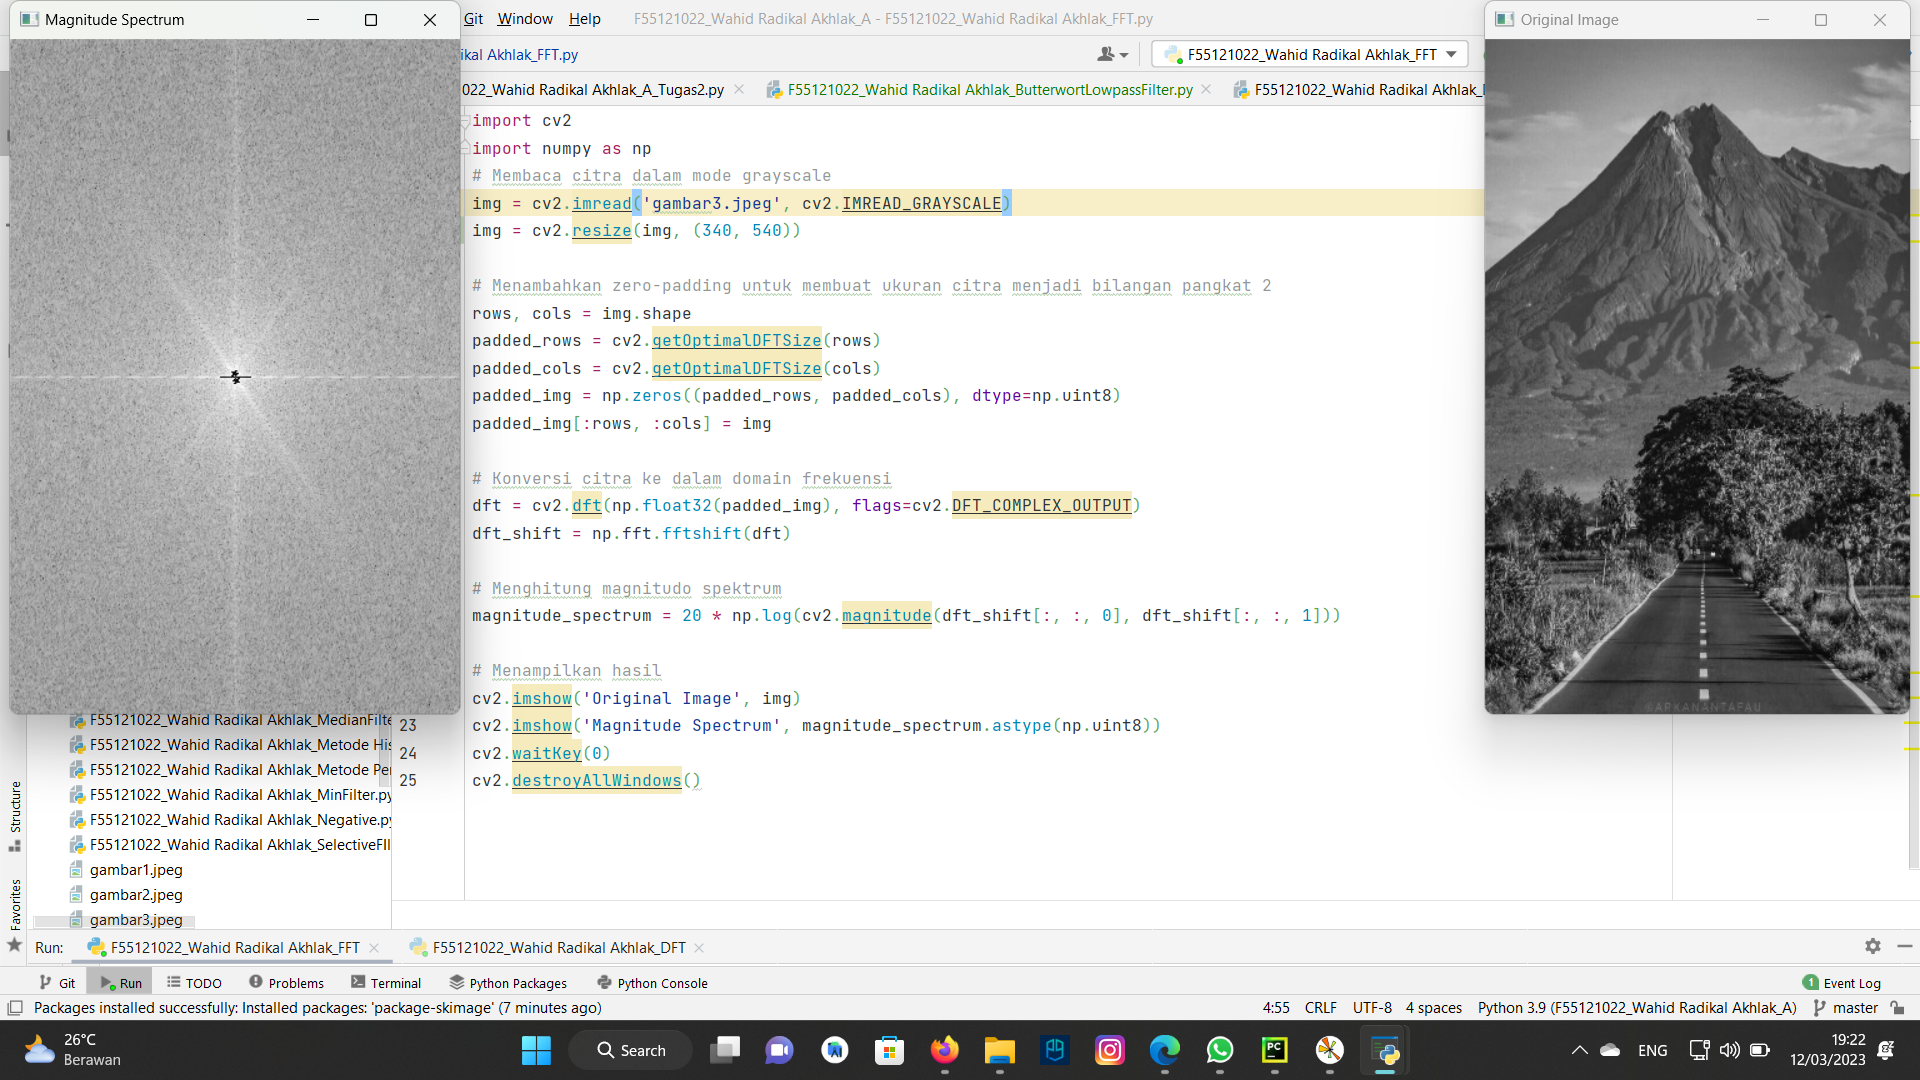 Magnitude Spectrum
Git Window Help
F55121022_Wahid Radikal Akhlak_A - F55121022_Wahid Radikal Akhlak_FFT.py
Original Image
Akhlak_FFT.py
F55121022_Wahid Radikal Akhlak_FFT
022_Wahid Radikal Akhlak_A_Tugas2.py
F55121022_Wahid Radikal Akhlak_ButterwortLowpassFilter.py
F55121022_Wahid Radikal Akhlak_
import cv2
import numpy as np
# Membaca citra dalam mode grayscale
img = cv2.imread('gambar3.jpeg', cv2.IMREAD_GRAYSCALE)
img = cv2.resize(img, (340, 540))
# Menambahkan zero-padding untuk membuat ukuran citra menjadi bilangan pangkat 2
rows, cols = img.shape
padded_rows = cv2.getOptimalDFTSize(rows)
padded_cols = cv2.getOptimalDFTSize(cols)
padded_img = np.zeros((padded_rows, padded_cols), dtype=np.uint8)
padded_img[:rows, :cols] = img
# Konversi citra ke dalam domain frekuensi
dft = cv2.dft(np.float32(padded_img), flags=cv2.DFT_COMPLEX_OUTPUT)
dft_shift = np.fft.fftshift(dft)
# Menghitung magnitudo spektrum
magnitude_spectrum = 20 * np.log(cv2.magnitude(dft_shift[:, :, 0], dft_shift[:, :, 1]))
# Menampilkan hasil
cv2.imshow('Original Image', img)
23 cv2.imshow('Magnitude Spectrum', magnitude_spectrum.astype(np.uint8))
24 cv2.waitKey(0)
25 cv2.destroyAllWindows()
©ARKANANTAFAU
F55121022_Wahid Radikal Akhlak_MedianFilte
F55121022_Wahid Radikal Akhlak_Metode His
F55121022_Wahid Radikal Akhlak_Metode Pe
F55121022_Wahid Radikal Akhlak_MinFilter.py
F55121022_Wahid Radikal Akhlak_Negative.py
F55121022_Wahid Radikal Akhlak_SelectiveFIl
gambar1.jpeg
gambar2.jpeg
gambar3.jpeg
Structure
Favorites
Run: F55121022_Wahid Radikal Akhlak_FFT F55121022_Wahid Radikal Akhlak_DFT
Git Run TODO Problems Terminal Python Packages Python Console 1 Event Log
Packages installed successfully: Installed packages: 'package-skimage' (7 minutes ago) 4:55 CRLF UTF-8 4 spaces Python 3.9 (F55121022_Wahid Radikal Akhlak_A) master
26°C
Berawan
Search
PC
ENG
19:22
12/03/2023